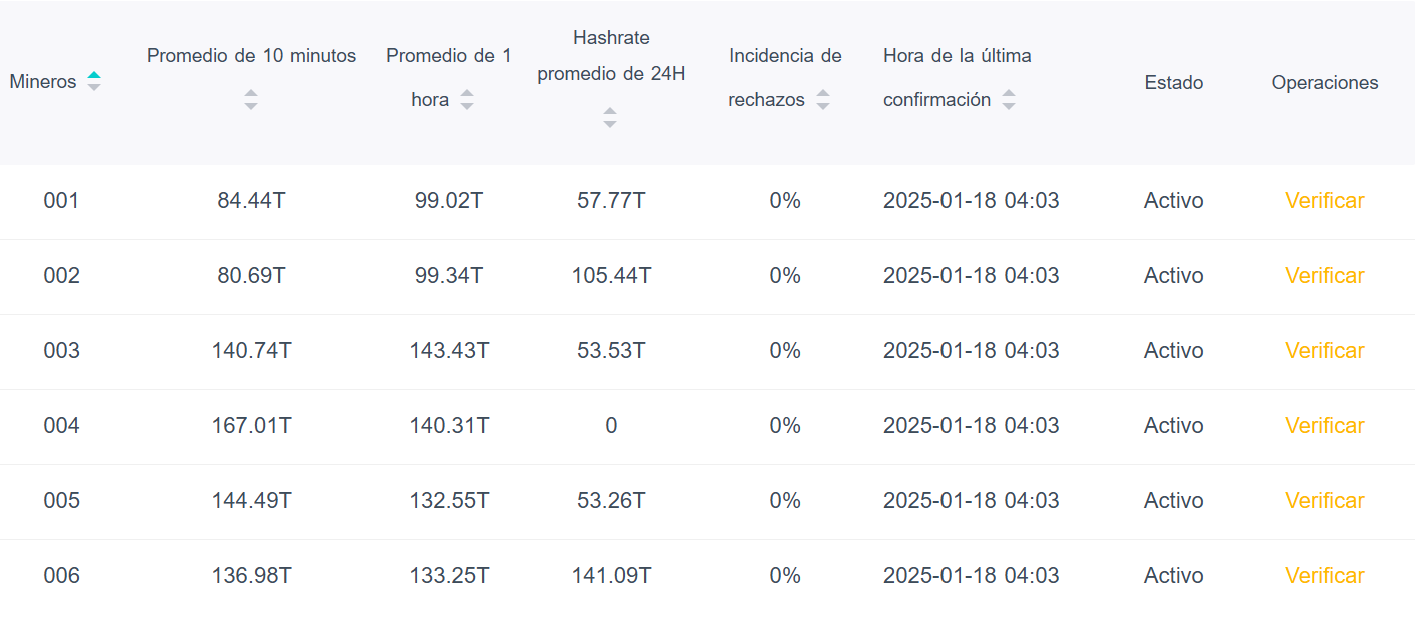 Mineros
Promedio de 10 minutos
Promedio de 1
hora
Hashrate
promedio de 24H
Incidencia de
rechazos
Hora de la última
confirmación
Estado
Operaciones
001 84.44T 99.02T 57.77T 0% 2025-01-18 04:03 Activo Verificar
002 80.69T 99.34T 105.44T 0% 2025-01-18 04:03 Activo Verificar
003 140.74T 143.43T 53.53T 0% 2025-01-18 04:03 Activo Verificar
004 167.01T 140.31T 0 0% 2025-01-18 04:03 Activo Verificar
005 144.49T 132.55T 53.26T 0% 2025-01-18 04:03 Activo Verificar
006 136.98T 133.25T 141.09T 0% 2025-01-18 04:03 Activo Verificar